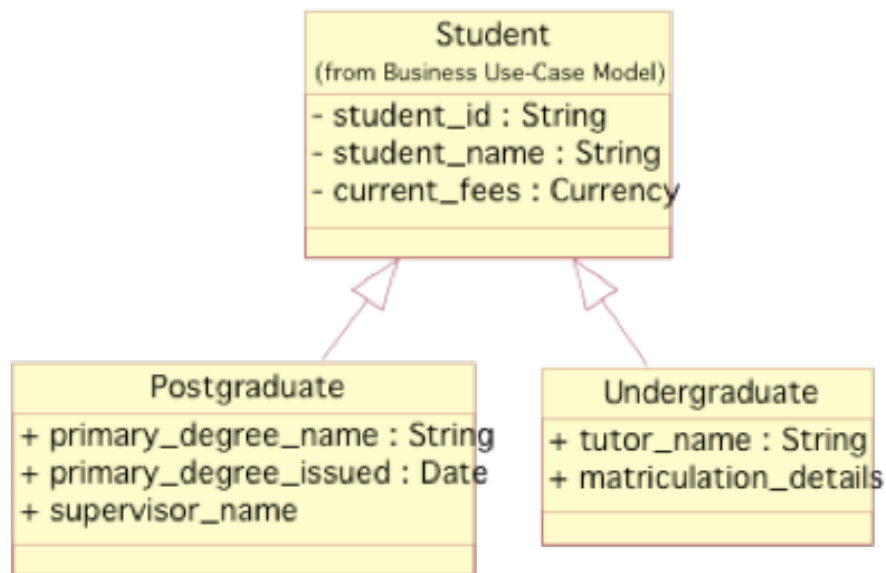 Student
(from Business Use-Case Model)
- student_id : String
- student_name : String
- current_fees : Currency
Postgraduate
+ primary_degree_name : String
+ primary_degree_issued : Date
+ supervisor_name
Undergraduate
+ tutor_name : String
+ matriculation_details